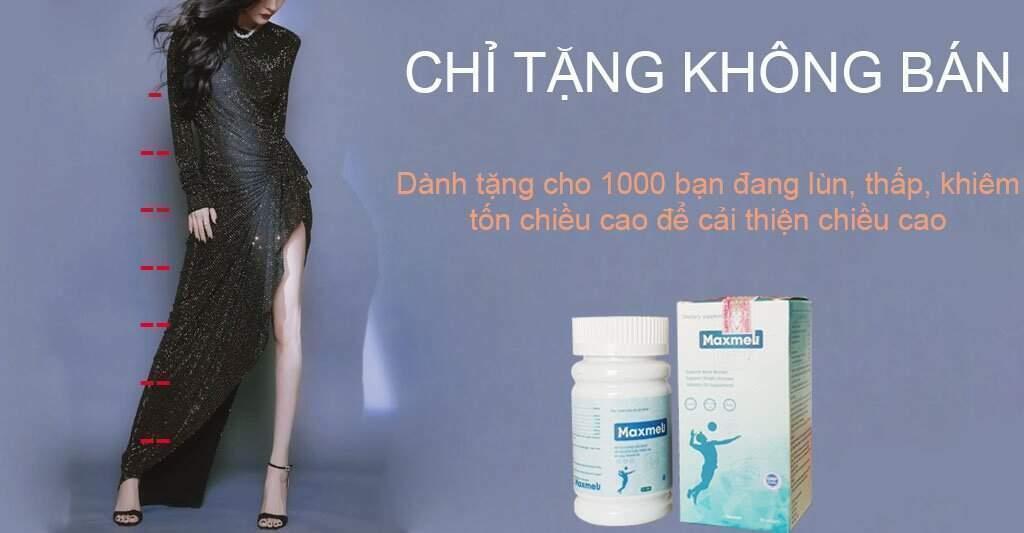 CHỈ TẶNG KHÔNG BÁN
Dành tặng cho 1000 bạn đang lùn, thấp, khiêm
tốn chiều cao để cải thiện chiều cao
Maxmeli
Maxmeli
Maxmeli